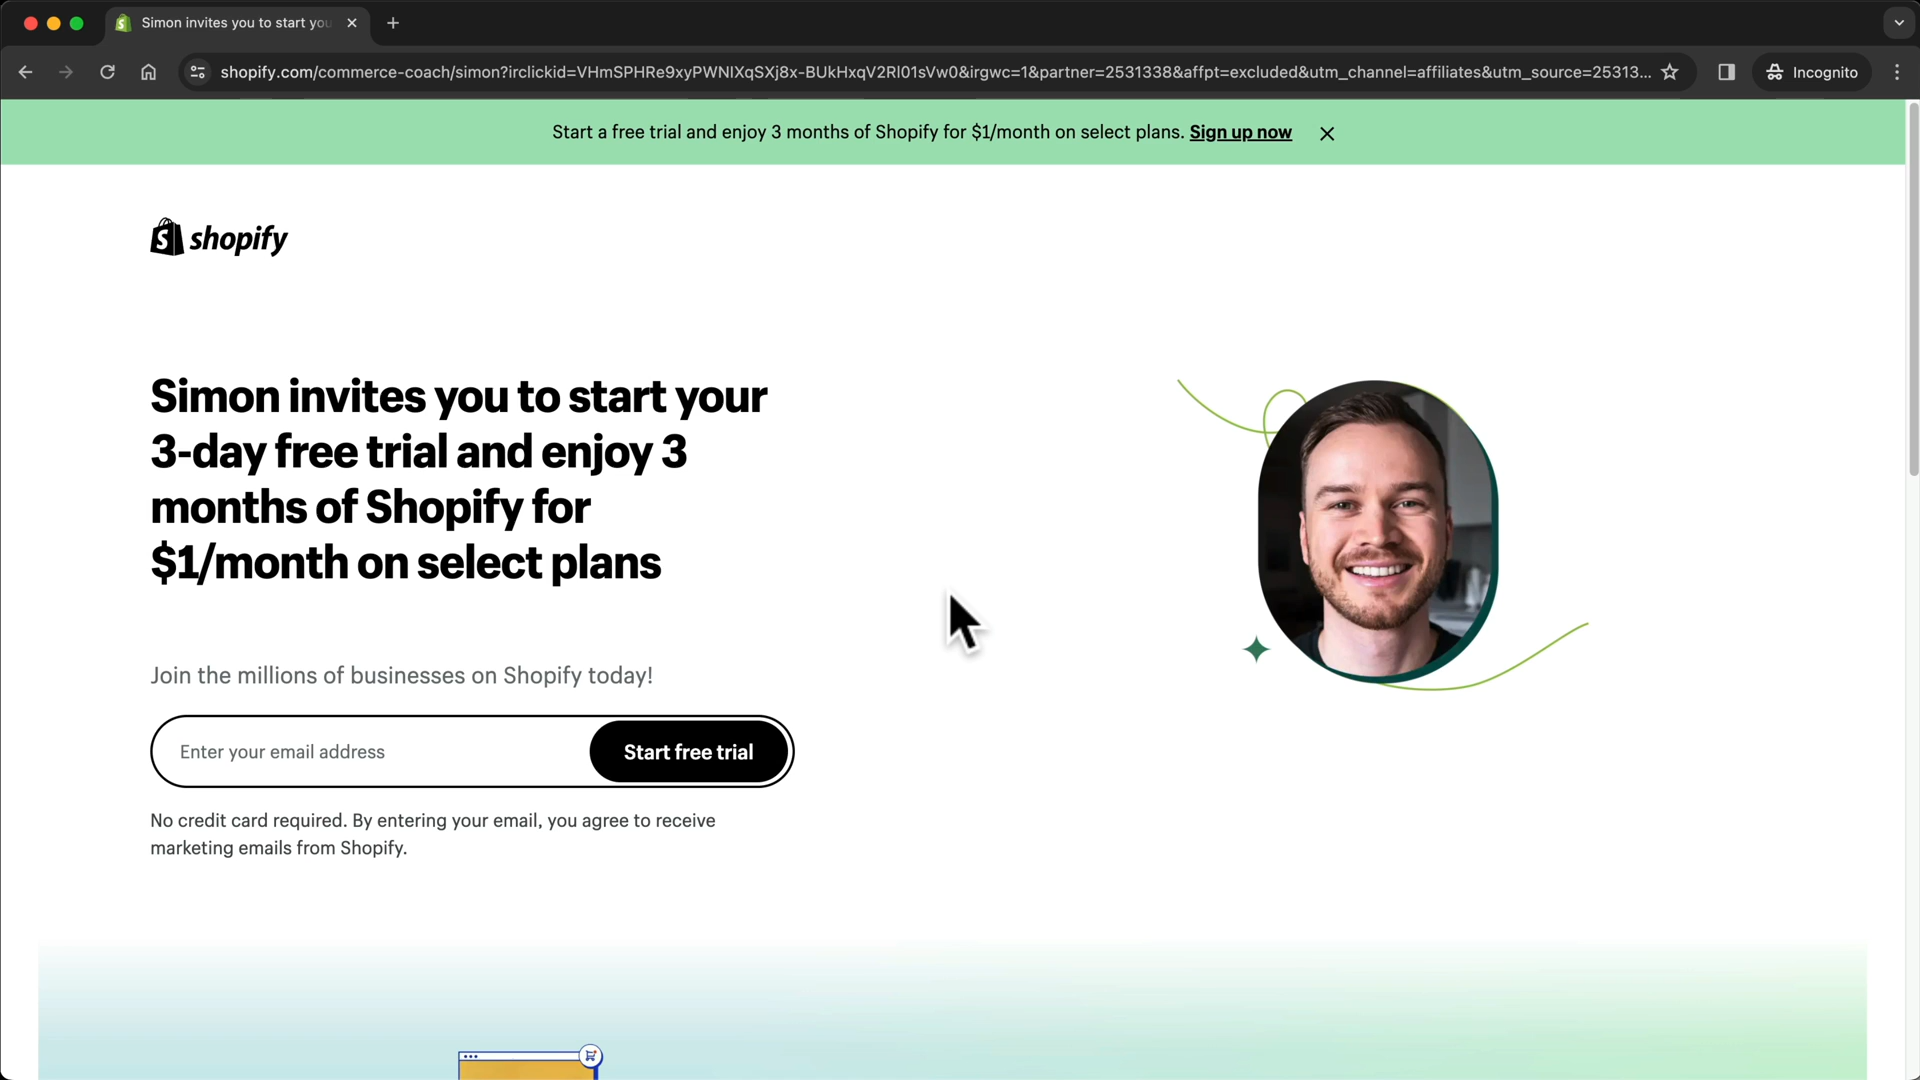 Simon invites you to start you
shopify.com/commerce-coach/simon?irclickid=VHmSPHRe9xyPWNIXqSXj8x-BUkHxqV2Rl01sVw0&irgwc=1&partner=2531338&affpt=excluded&utm_channel=affiliates&utm_source=25313...
Incognito
Start a free trial and enjoy 3 months of Shopify for $1/month on select plans. Sign up now
shopify
Simon invites you to start your
3-day free trial and enjoy 3
months of Shopify for
$1/month on select plans
Join the millions of businesses on Shopify today!
Enter your email address
Start free trial
No credit card required. By entering your email, you agree to receive
marketing emails from Shopify.